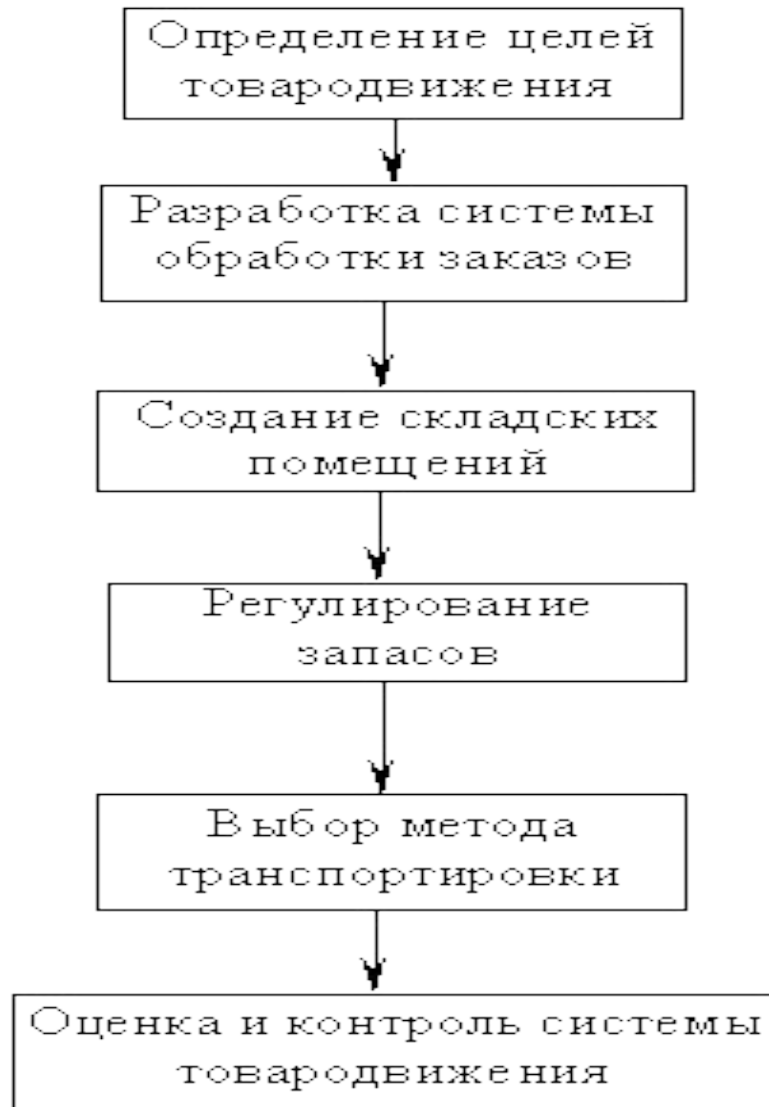 Определение целей
товародвижения
Разработка системы
обработки заказов
Создание складских
помещений
Регулирование
запасов
Выбор метода
транспортировки
Оценка и контроль системы
товародвижения